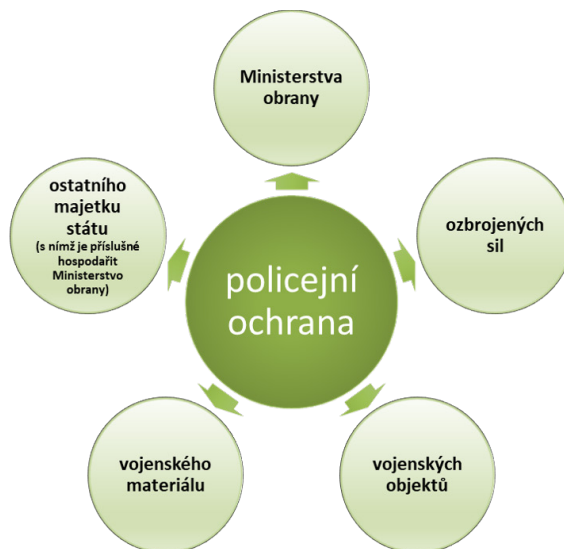 Ministerstva
obrany
ostatního
majetku
státu
(s nímž je příslušné
hospodařit
Ministerstvo
obrany)
ozbrojených
sil
policejní
ochrana
vojenského
materiálu
vojenských
objektů